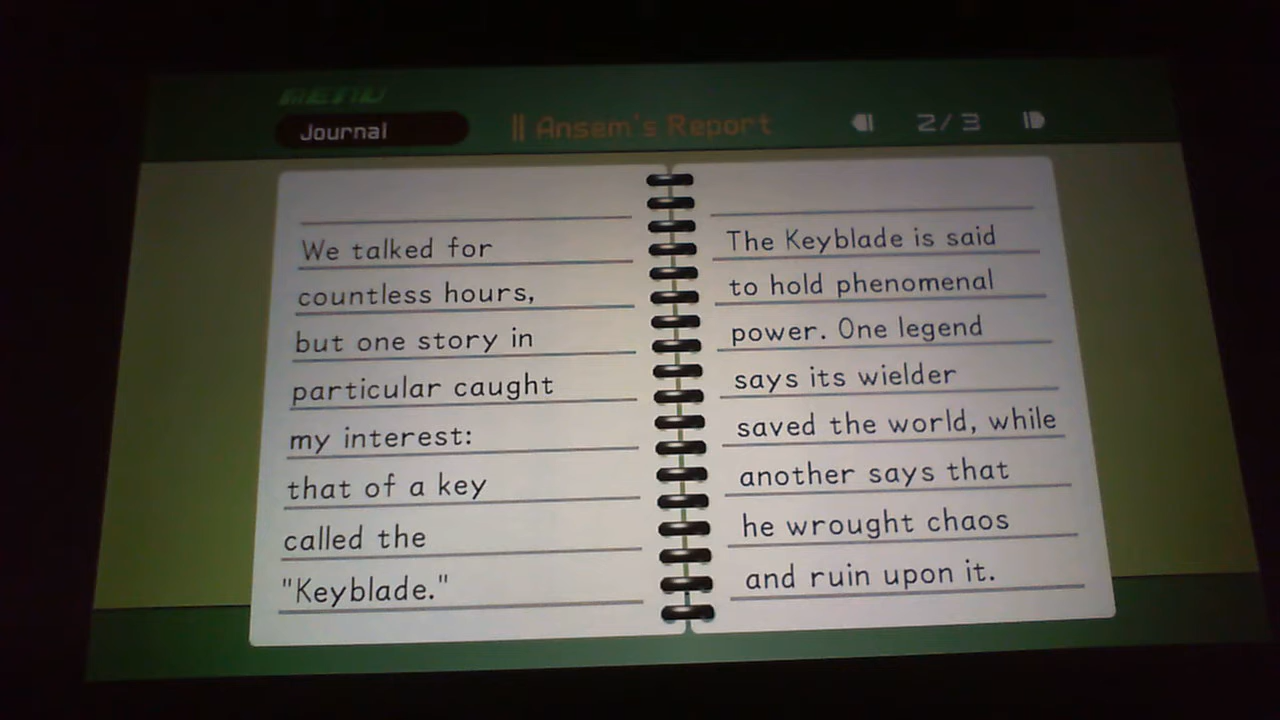 MENU
Journal
Ansem's Report
2/3
We talked for
countless hours,
but one story in
particular caught
my interest:
that of a key
called the
"Keyblade."
The Keyblade is said
to hold phenomenal
power. One legend
says its wielder
saved the world, while
another says that
he wrought chaos
and ruin upon it.